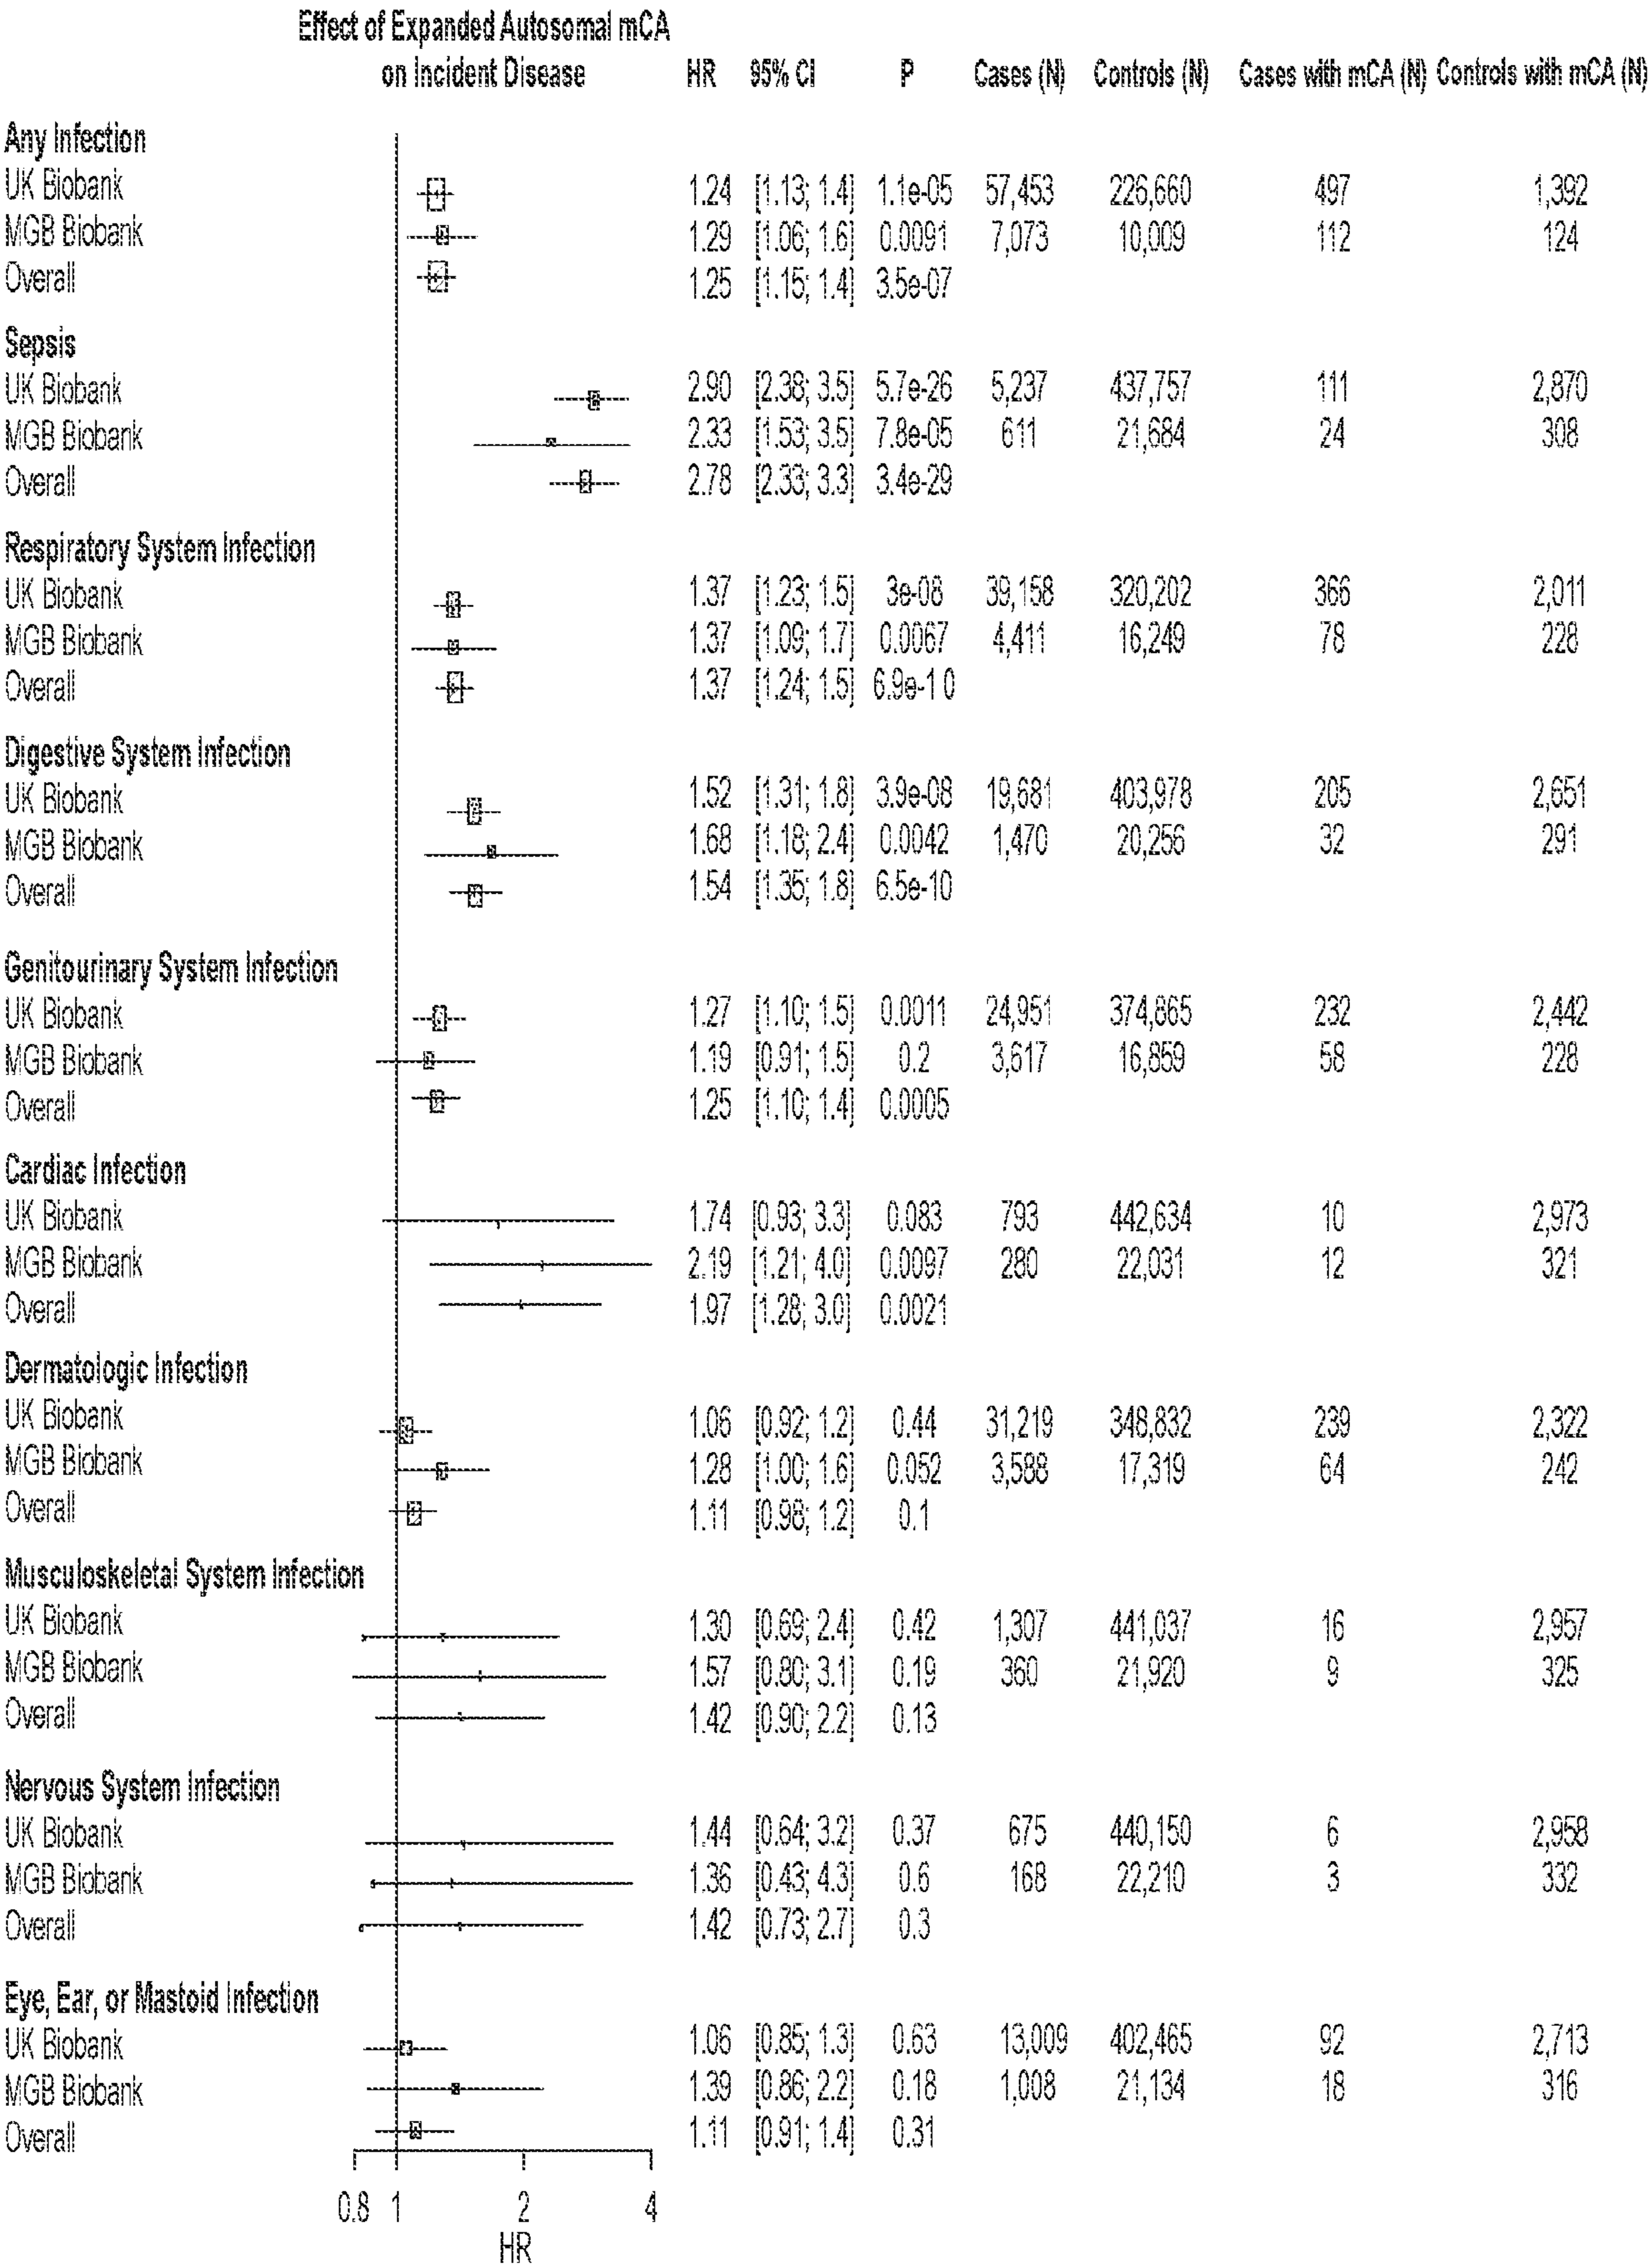 Effect of Expanded Autosomal mCA
on Incident Disease HR 95% CI P Cases (N) Controls (N) Cases with mCA (N) Controls with mCA (N)
Any Infection
UK Biobank 1.24 [1.13; 1.4] 1.1e-05 57,453 226,660 497 1,392
MGB Biobank 1.29 [1.06; 1.6] 0.0091 7,073 10,009 112 124
Overall 1.25 [1.15; 1.4] 3.5e-07
Sepsis
UK Biobank 2.90 [2.38; 3.5] 5.7e-26 5,237 437,757 111 2,870
MGB Biobank 2.33 [1.53; 3.5] 7.8e-05 611 21,684 24 308
Overall 2.78 [2.33; 3.3] 3.4e-29
Respiratory System Infection
UK Biobank 1.37 [1.23; 1.5] 3e-08 39,158 320,202 366 2,011
MGB Biobank 1.37 [1.09; 1.7] 0.0067 4,411 16,249 78 228
Overall 1.37 [1.24; 1.5] 6.9e-10
Digestive System Infection
UK Biobank 1.52 [1.31; 1.8] 3.9e-08 19,681 403,978 205 2,651
MGB Biobank 1.68 [1.18; 2.4] 0.0042 1,470 20,256 32 291
Overall 1.54 [1.35; 1.8] 6.5e-10
Genitourinary System Infection
UK Biobank 1.27 [1.10; 1.5] 0.0011 24,951 374,865 232 2,442
MGB Biobank 1.19 [0.91; 1.5] 0.2 3,617 16,859 58 228
Overall 1.25 [1.10; 1.4] 0.0005
Cardiac Infection
UK Biobank 1.74 [0.93; 3.3] 0.083 793 442,634 10 2,973
MGB Biobank 2.19 [1.21; 4.0] 0.0097 280 22,031 12 321
Overall 1.97 [1.28; 3.0] 0.0021
Dermatologic Infection
UK Biobank 1.06 [0.92; 1.2] 0.44 31,219 348,832 239 2,322
MGB Biobank 1.28 [1.00; 1.6] 0.052 3,588 17,319 64 242
Overall 1.11 [0.98; 1.2] 0.1
Musculoskeletal System Infection
UK Biobank 1.30 [0.69; 2.4] 0.42 1,307 441,037 16 2,957
MGB Biobank 1.57 [0.80; 3.1] 0.19 360 21,920 9 325
Overall 1.42 [0.90; 2.2] 0.13
Nervous System Infection
UK Biobank 1.44 [0.64; 3.2] 0.37 675 440,150 6 2,958
MGB Biobank 1.36 [0.43; 4.3] 0.6 168 22,210 3 332
Overall 1.42 [0.73; 2.7] 0.3
Eye, Ear, or Mastoid Infection
UK Biobank 1.06 [0.85; 1.3] 0.63 13,009 402,465 92 2,713
MGB Biobank 1.39 [0.86; 2.2] 0.18 1,008 21,134 18 316
Overall 1.11 [0.91; 1.4] 0.31
0.8 1 2 4
HR